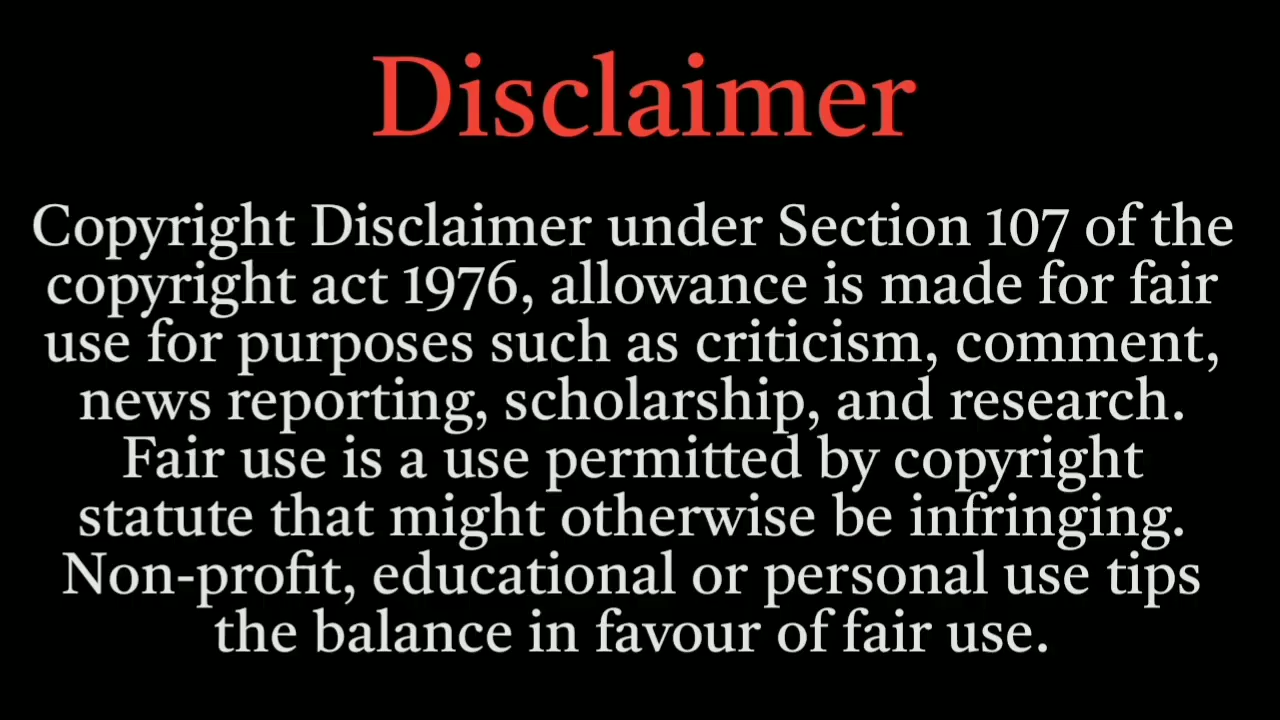 Disclaimer
Copyright Disclaimer under Section 107 of the
copyright act 1976, allowance is made for fair
use for purposes such as criticism, comment,
news reporting, scholarship, and research.
Fair use is a use permitted by copyright
statute that might otherwise be infringing.
Non-profit, educational or personal use tips
the balance in favour of fair use.